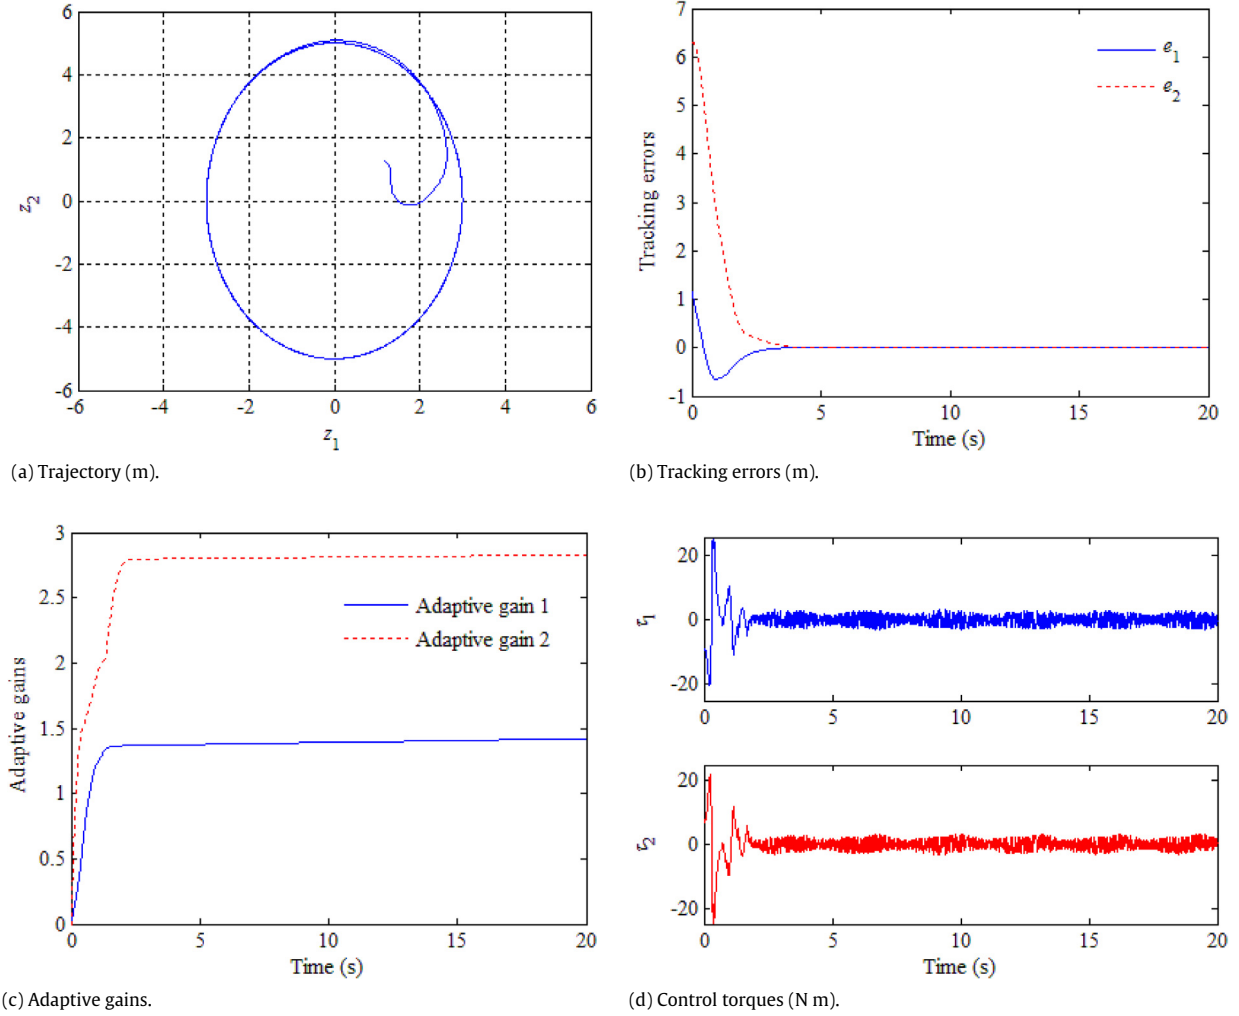 6
4
2
0
-2
-4
-6
z2
-6 -4 -2 0 2 4 6
z1
(a) Trajectory (m).
7
6
5
4
3
2
1
0
-1
Tracking errors
e1
e2
0 5 10 15 20
Time (s)
(b) Tracking errors (m).
3
2.5
2
1.5
1
0.5
0
Adaptive gains
Adaptive gain 1
Adaptive gain 2
0 5 10 15 20
Time (s)
(c) Adaptive gains.
20
0
-20
τ1
0 5 10 15 20
20
0
-20
τ2
0 5 10 15 20
Time (s)
(d) Control torques (N m).